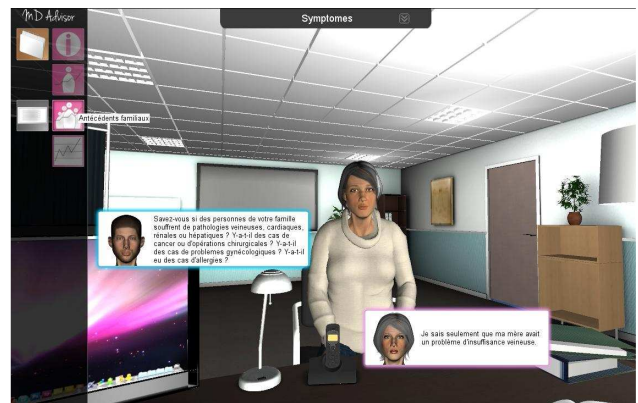 MD Advisor
Symptomes
Antécédents familiaux
Savez-vous si des personnes de votre famille
souffrent de pathologies veineuses, cardiaques,
rénales ou hépatiques ? Y-a-t-il des cas de
cancer ou d'opérations chirurgicales ? Y-a-t-il
des cas de problemes gynécologiques ? Y-a-t-il
eu des cas d'allergies ?
Je sais seulement que ma mère avait
un problème d'insuffisance veineuse.